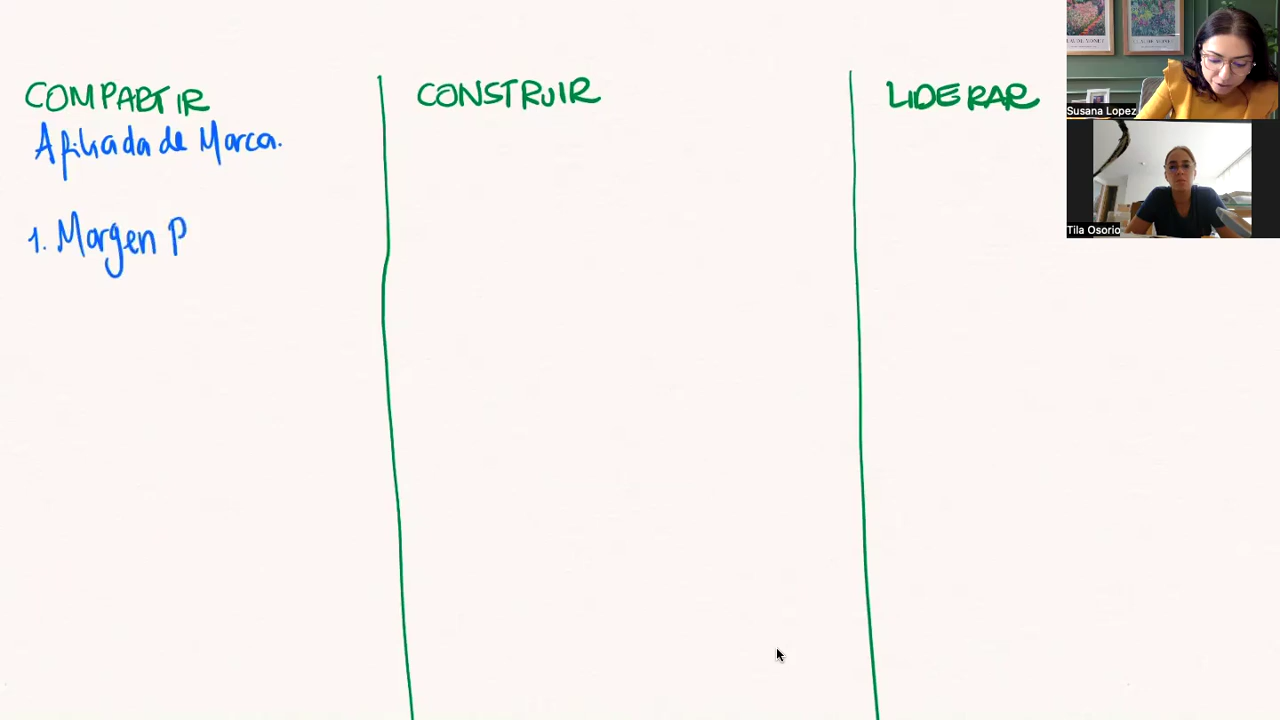 COMPARTIR
Afiliada de Marca.
1. Margen P
CONSTRUIR
LIDERAR
Susana Lopez
Tila Osorio